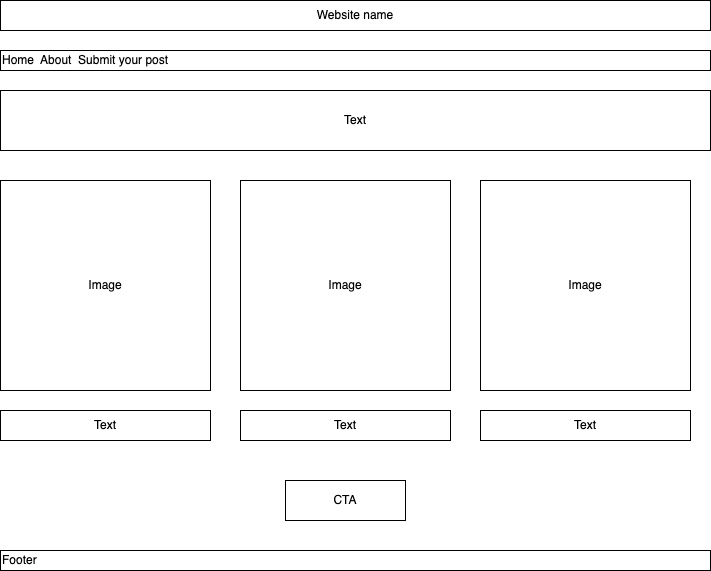 Website name
Home About Submit your post
Text
Image Image Image
Text Text Text
CTA
Footer